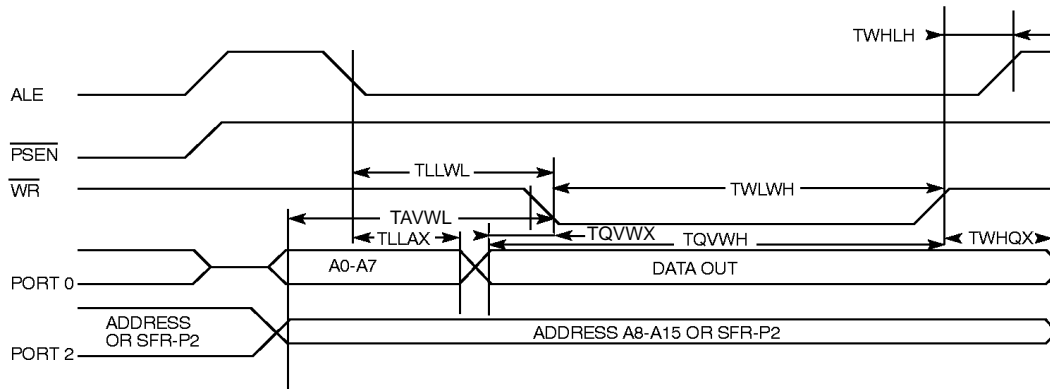 TWHLH
ALE
PSEN
TLLWL
WR
TWLWH
TAVWL
TLLAX
TQVWX
TQVWH
TWHQX
A0-A7
DATA OUT
PORT 0
ADDRESS
OR SFR-P2
ADDRESS A8-A15 OR SFR-P2
PORT 2